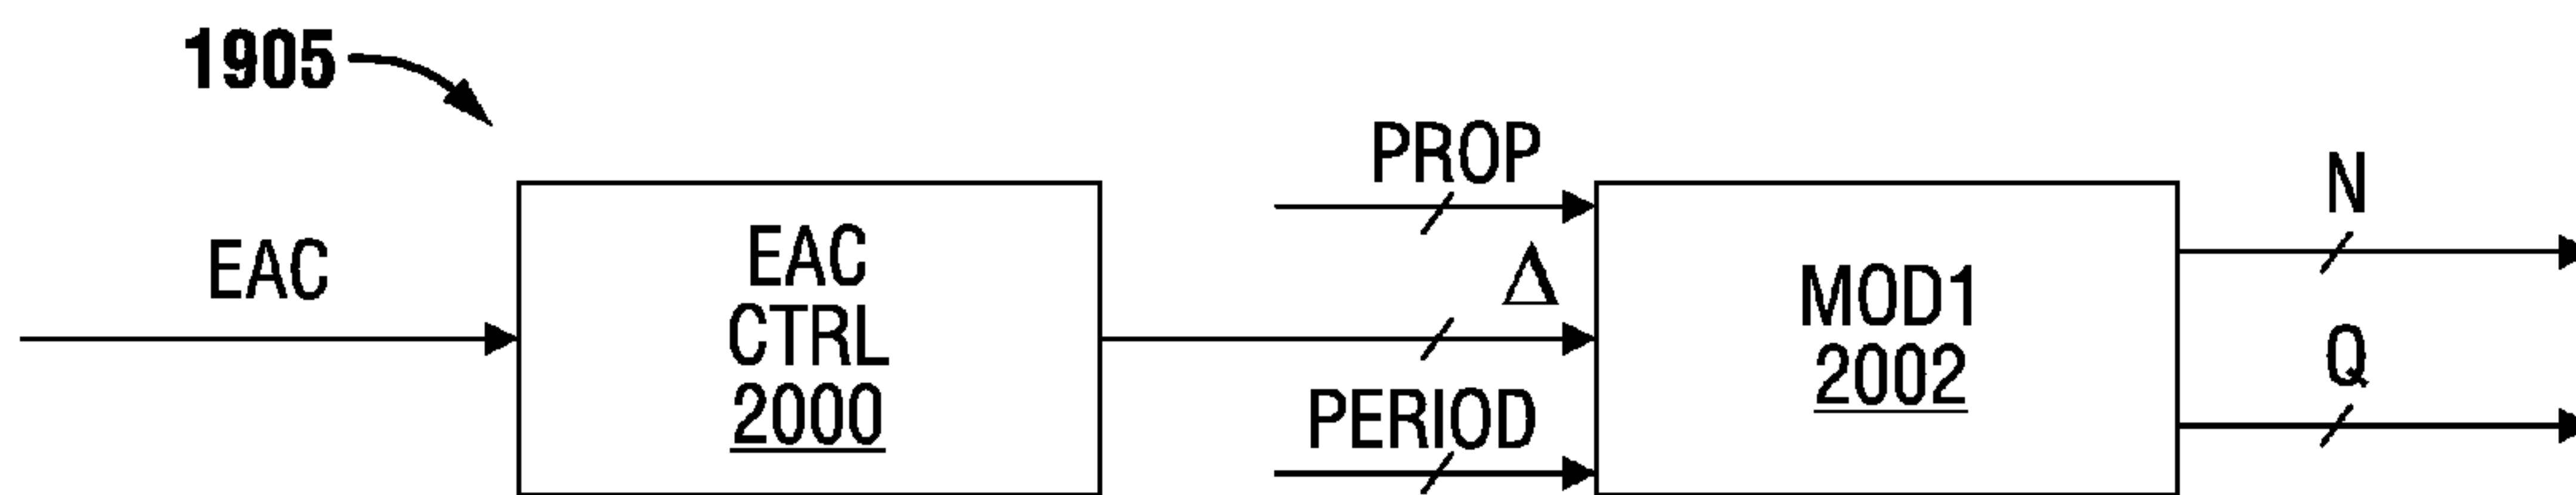 1905
EAC
EAC
CTRL
2000
PROP
Δ
PERIOD
MOD1
2002
N
Q